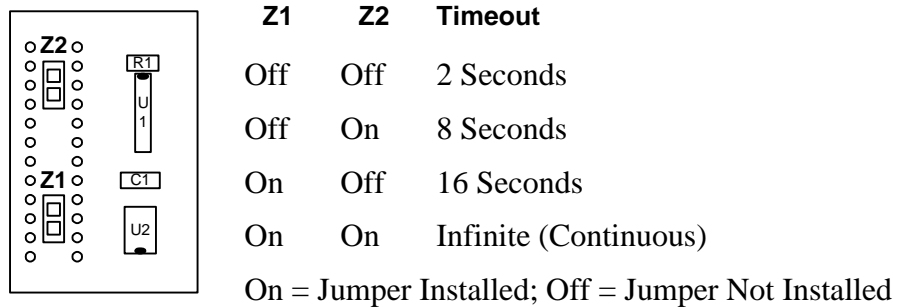 Z1 Z2 Timeout
Off Off 2 Seconds
Off On 8 Seconds
On Off 16 Seconds
On On Infinite (Continuous)
On = Jumper Installed; Off = Jumper Not Installed
Z2
R1
U
1
Z1
C1
U2